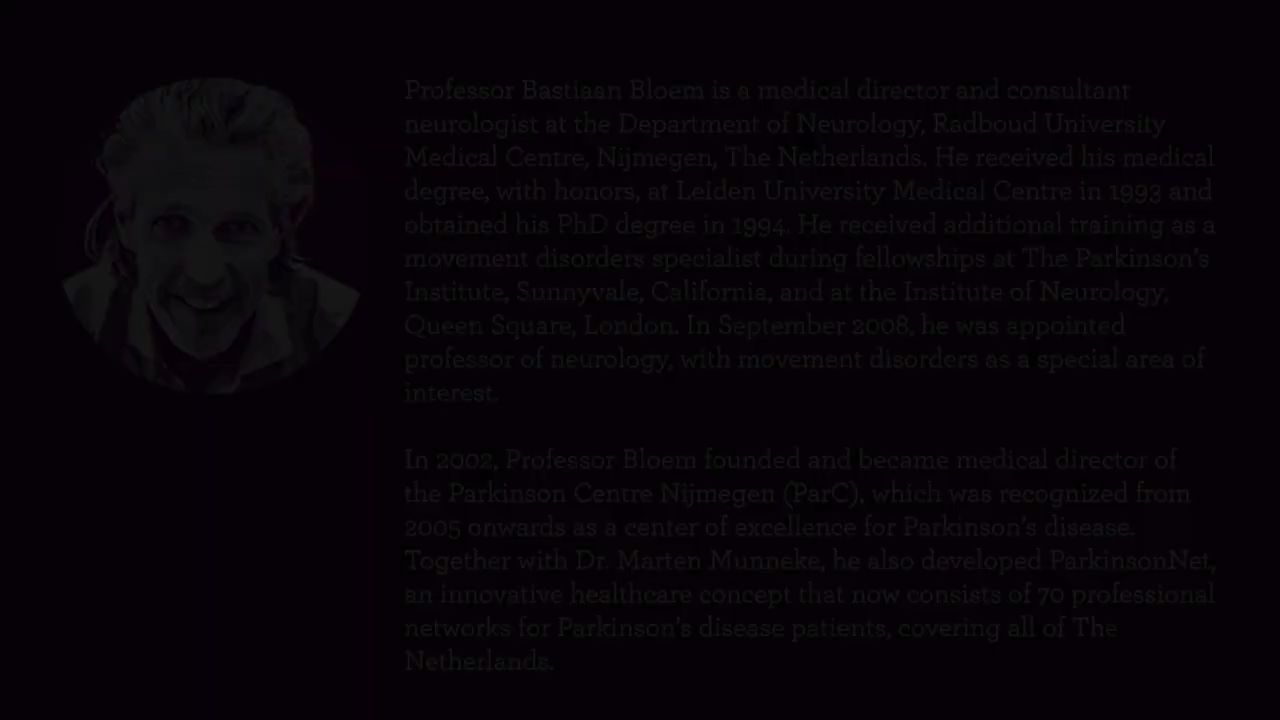 Professor Bastiaan Bloem is a medical director and consultant
neurologist at the Department of Neurology, Radboud University
Medical Centre, Nijmegen, The Netherlands. He received his medical
degree, with honors, at Leiden University Medical Centre in 1993 and
obtained his PhD degree in 1994. He received additional training as a
movement disorders specialist during fellowships at The Parkinson's
Institute, Sunnyvale, California, and at the Institute of Neurology,
Queen Square, London. In September 2008, he was appointed
professor of neurology, with movement disorders as a special area of
interest.
In 2002, Professor Bloem founded and became medical director of
the Parkinson Centre Nijmegen (ParC), which was recognized from
2005 onwards as a center of excellence for Parkinson's disease.
Together with Dr. Marten Munneke, he also developed ParkinsonNet,
an innovative healthcare concept that now consists of 70 professional
networks for Parkinson's disease patients, covering all of The
Netherlands.